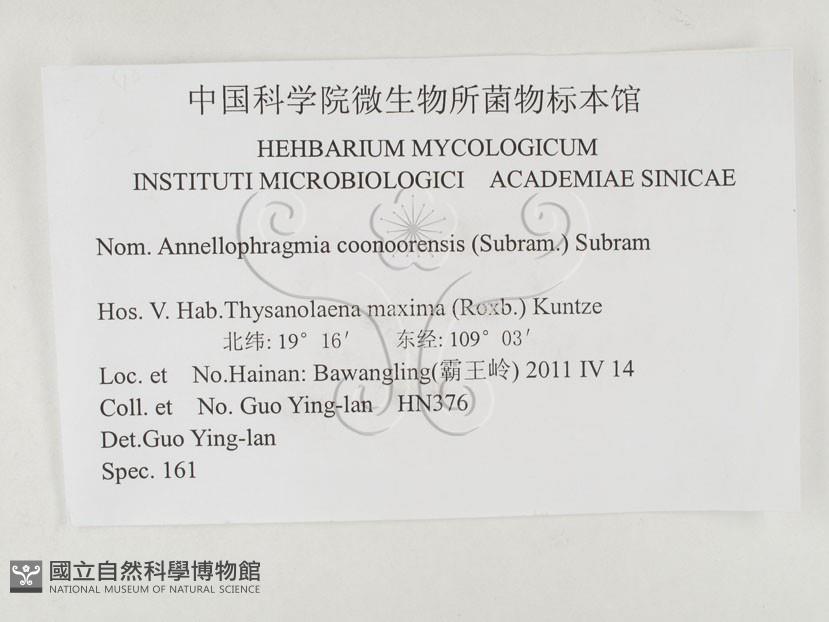 中国科学院微生物所菌物标本馆
HEHBARIUM MYCOLOGICUM
INSTITUTI MICROBIOLOGICI ACADEMIAE SINICAE
Nom. Annellophragmia coonoorensis (Subram.) Subram
Hos. V. Hab.Thysanolaena maxima (Roxb.) Kuntze
北纬: 19° 16′ 东经: 109° 03′
Loc. et No.Hainan: Bawangling(霸王岭) 2011 IV 14
Coll. et No. Guo Ying-lan HN376
Det.Guo Ying-lan
Spec. 161
國立自然科學博物館
NATIONAL MUSEUM OF NATURAL SCIENCE